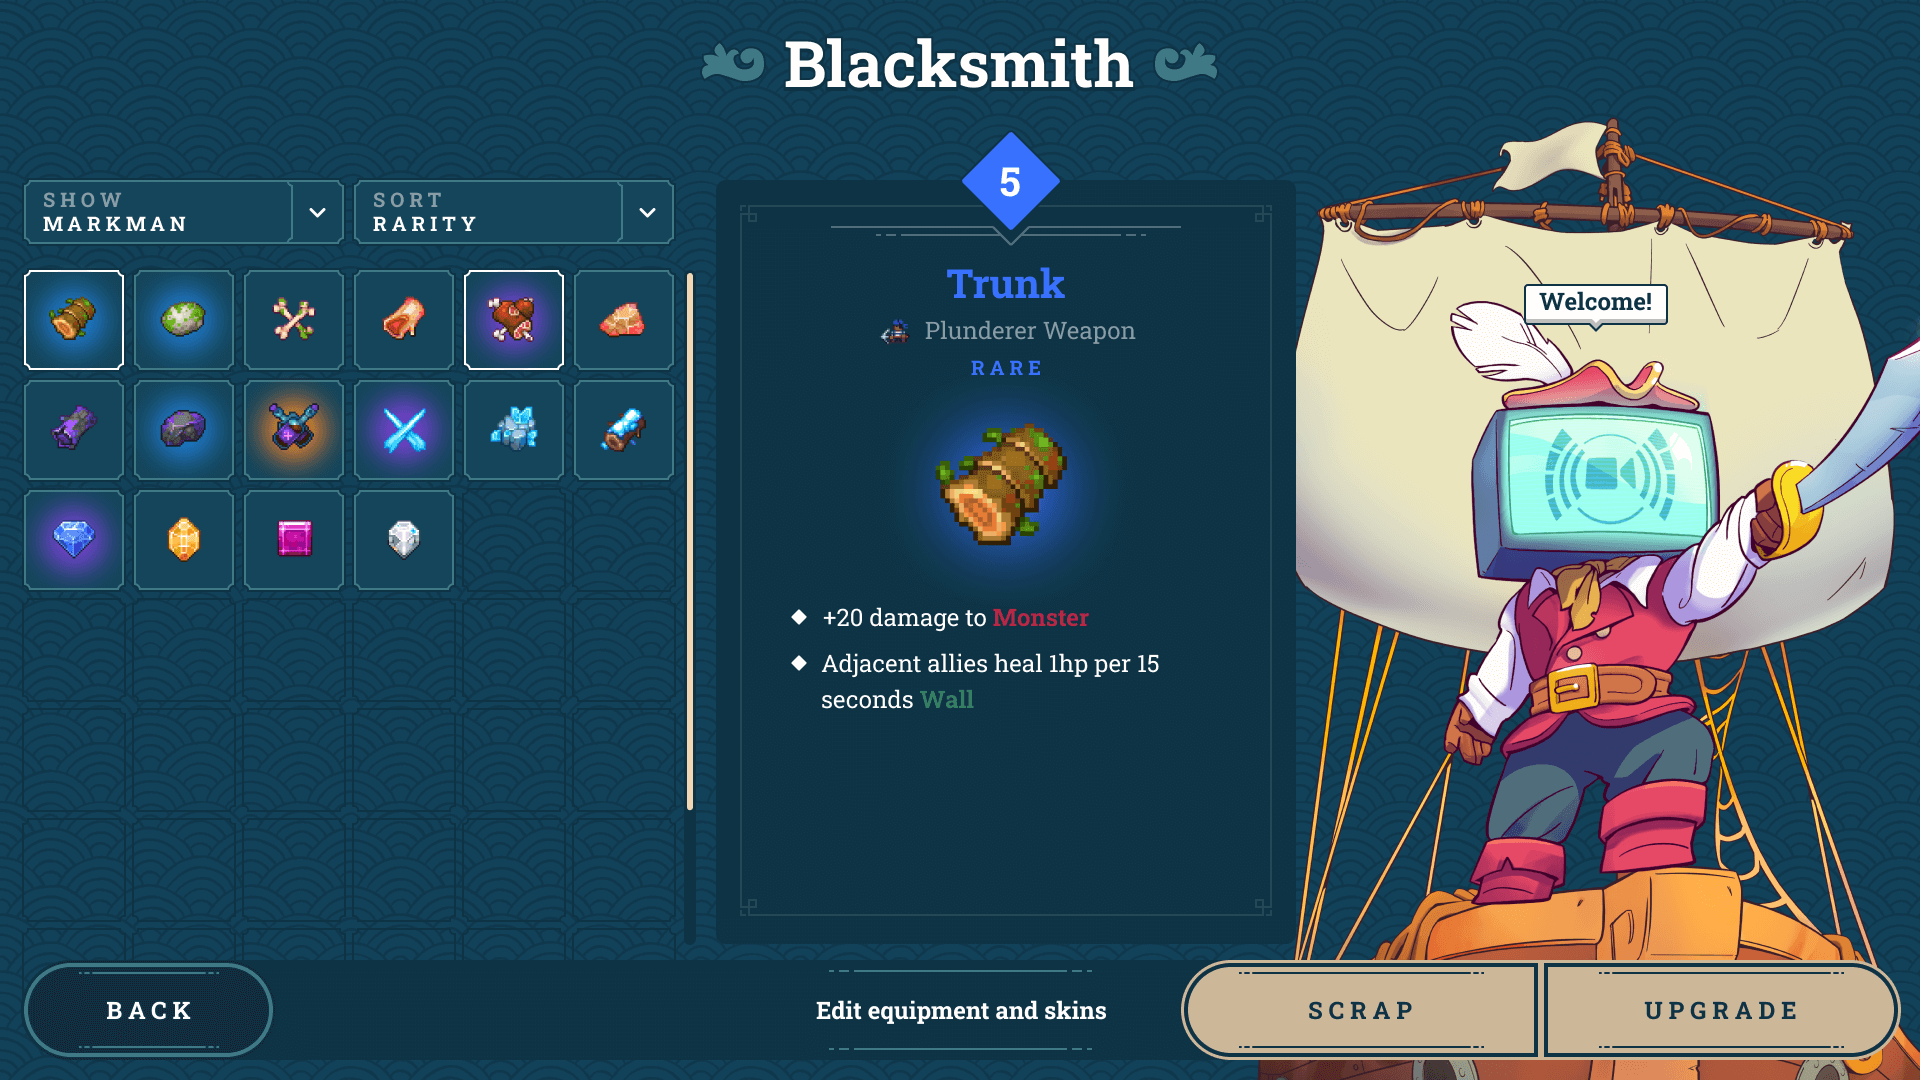 Blacksmith
SHOW
MARKMAN
SORT
RARITY
5
Trunk
Plunderer Weapon
RARE
+20 damage to Monster
Adjacent allies heal 1hp per 15
seconds Wall
Welcome!
BACK
Edit equipment and skins
SCRAP
UPGRADE